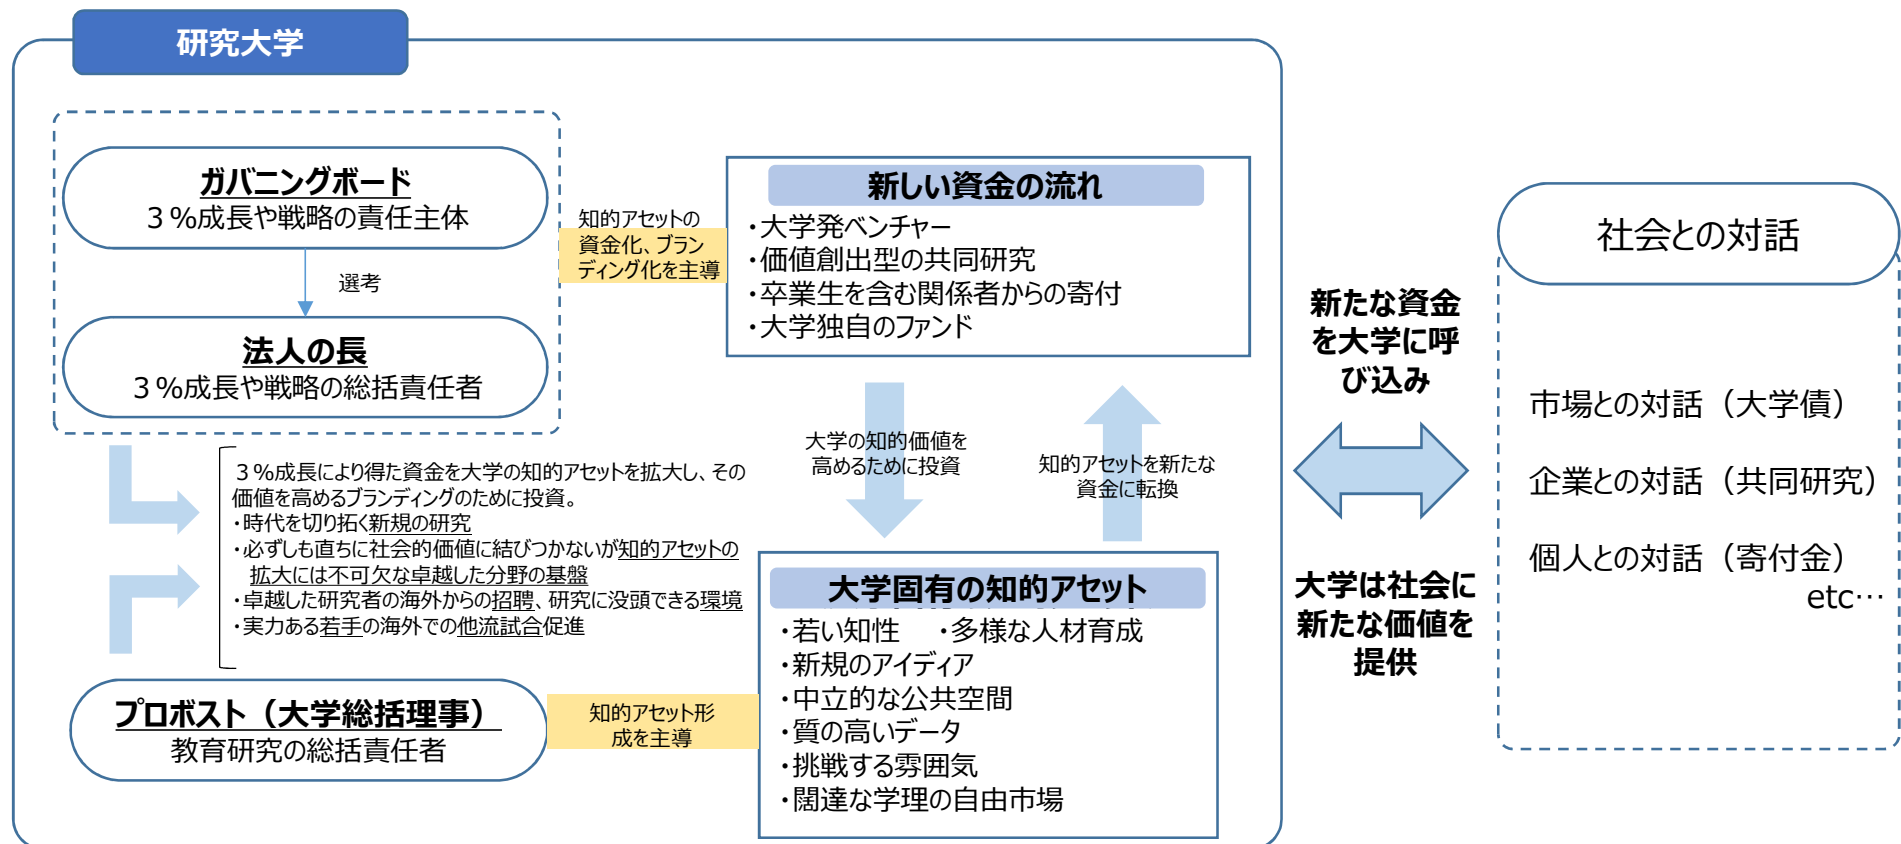 研究大学
ガバニングボード
３%成長や戦略の責任主体
選考
法人の長
３%成長や戦略の総括責任者
知的アセットの
資金化、ブラン
ディング化を主導
新しい資金の流れ
・大学発ベンチャー
・価値創出型の共同研究
・卒業生を含む関係者からの寄付
・大学独自のファンド
大学の知的価値を
高めるために投資
知的アセットを新たな
資金に転換
３%成長により得た資金を大学の知的アセットを拡大し、その
価値を高めるブランディングのために投資。
・時代を切り拓く新規の研究
・必ずしも直ちに社会的価値に結びつかないが知的アセットの
拡大には不可欠な卓越した分野の基盤
・卓越した研究者の海外からの招聘、研究に没頭できる環境
・実力ある若手の海外での他流試合促進
プロボスト（大学総括理事）
教育研究の総括責任者
知的アセット形
成を主導
大学固有の知的アセット
・若い知性　・多様な人材育成
・新規のアイディア
・中立的な公共空間
・質の高いデータ
・挑戦する雰囲気
・闊達な学理の自由市場
新たな資金
を大学に呼
び込み
大学は社会に
新たな価値を
提供
社会との対話
市場との対話（大学債）
企業との対話（共同研究）
個人との対話（寄付金）
etc…